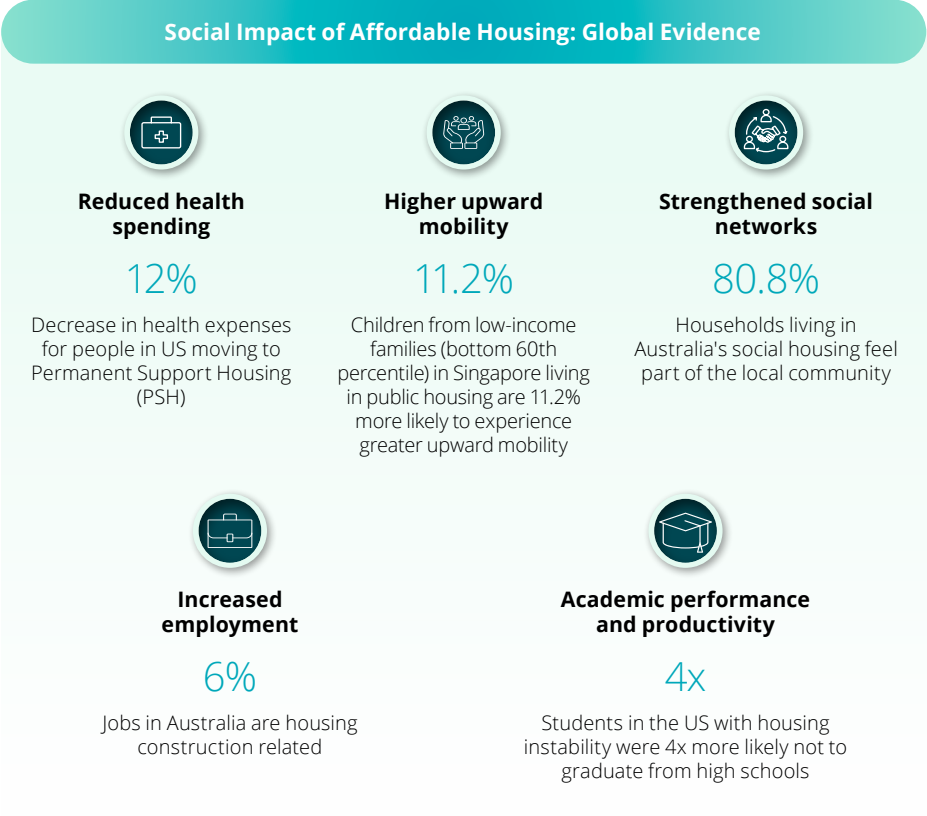 Social Impact of Affordable Housing: Global Evidence
Reduced health
spending
12%
Decrease in health expenses
for people in US moving to
Permanent Support Housing
(PSH)
Higher upward
mobility
11.2%
Children from low-income
families (bottom 60th
percentile) in Singapore living
in public housing are 11.2%
more likely to experience
greater upward mobility
Strengthened social
networks
80.8%
Households living in
Australia's social housing feel
part of the local community
Increased
employment
6%
Jobs in Australia are housing
construction related
Academic performance
and productivity
4x
Students in the US with housing
instability were 4x more likely not to
graduate from high schools